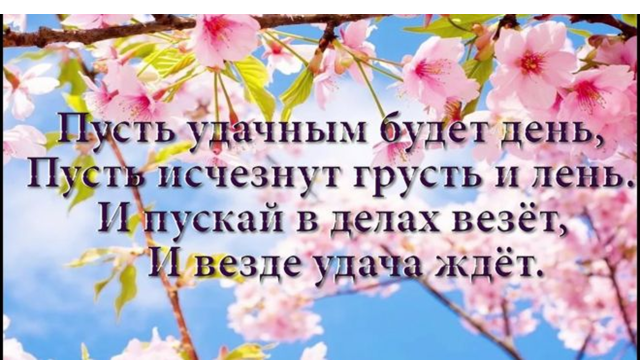 Пусть удачным будет день,
Пусть исчезнут грусть и лень.
И пускай в делах везёт,
И везде удача ждёт.